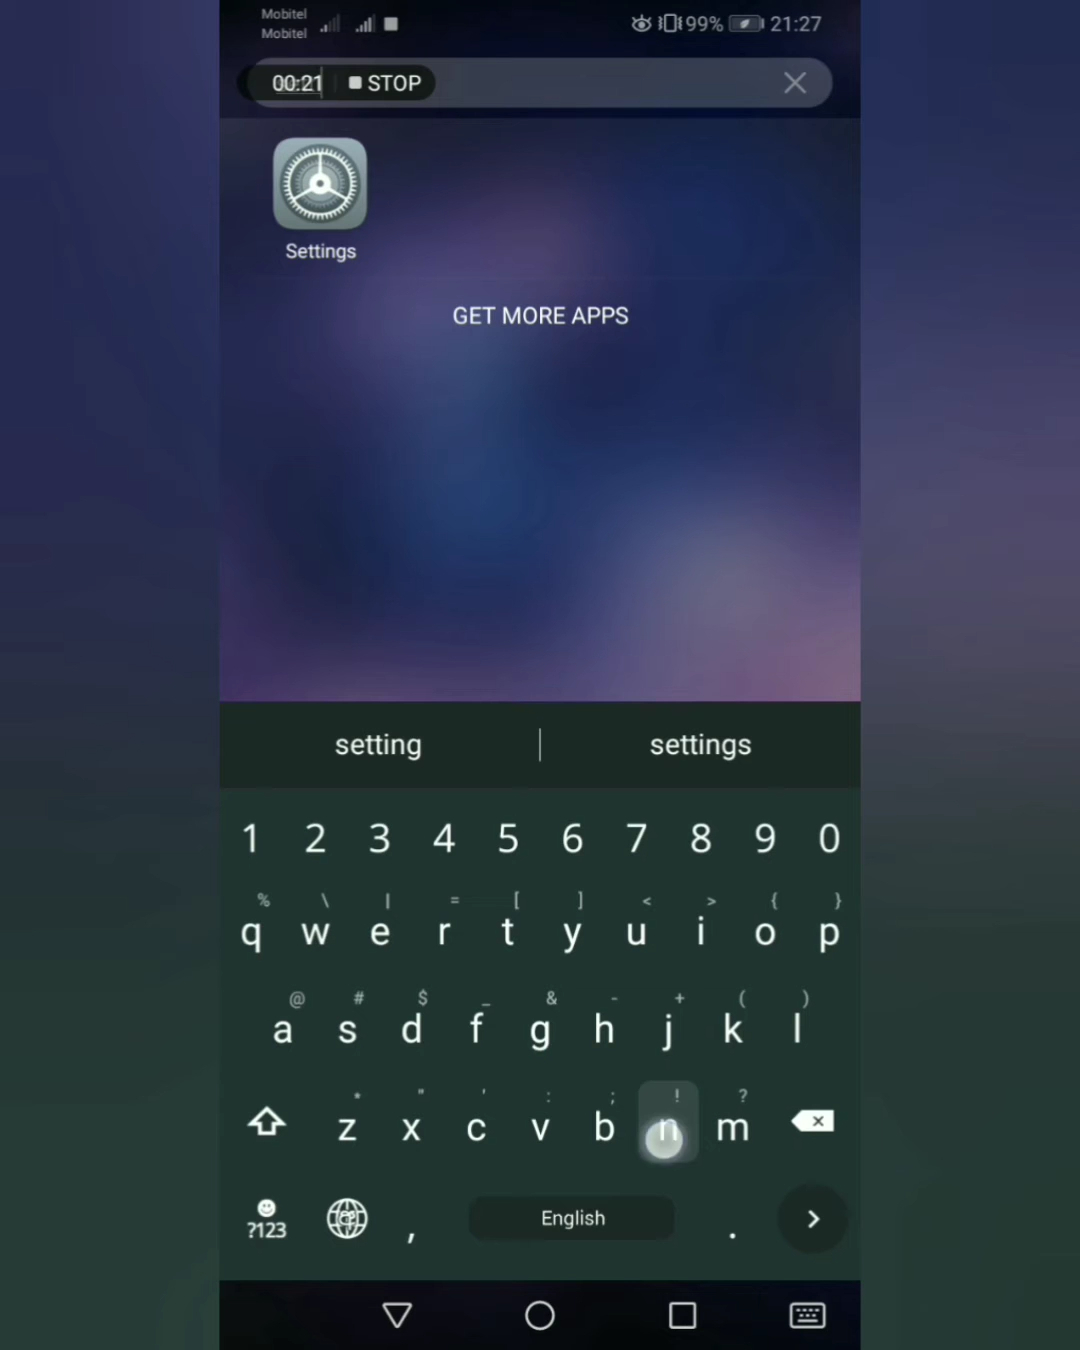 Mobitel
Mobitel
99% 21:27
00:21 STOP
Settings
GET MORE APPS
setting | settings
1 2 3 4 5 6 7 8 9 0
% \ | = [ ] < > { }
q w e r t y u i o p
@ # $ _ & - + ( )
a s d f g h j k l
* " ' : ; ! ?
z x c v b n m
?123 , English .